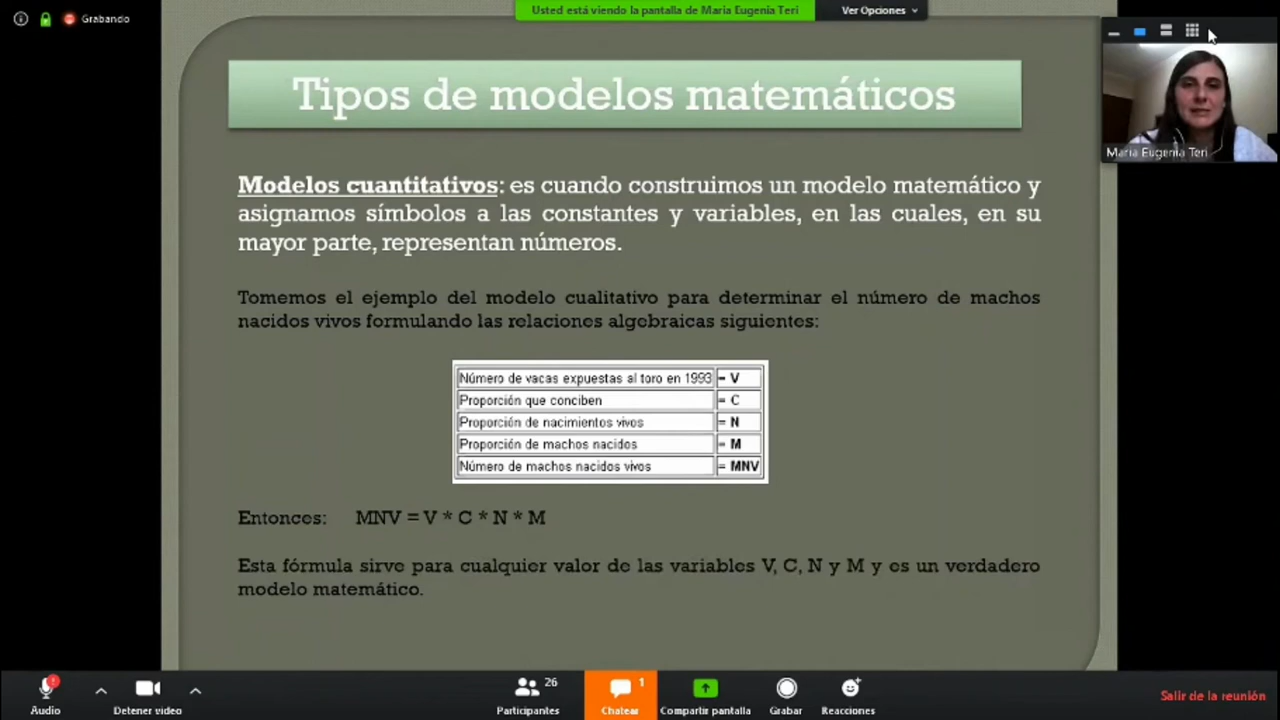 Grabando
Usted está viendo la pantalla de Maria Eugenia Teri
Ver Opciones
Maria Eugenia Teri
Tipos de modelos matemáticos
Modelos cuantitativos: es cuando construimos un modelo matemático y
asignamos símbolos a las constantes y variables, en las cuales, en su
mayor parte, representan números.
Tomemos el ejemplo del modelo cualitativo para determinar el número de machos
nacidos vivos formulando las relaciones algebraicas siguientes:
Número de vacas expuestas al toro en 1993 = V
Proporción que conciben = C
Proporción de nacimientos vivos = N
Proporción de machos nacidos = M
Número de machos nacidos vivos = MNV
Entonces: MNV = V * C * N * M
Esta fórmula sirve para cualquier valor de las variables V, C, N y M y es un verdadero
modelo matemático.
26
1
Audio
Detener video
Participantes
Chatear
Compartir pantalla
Grabar
Reacciones
Salir de la reunión